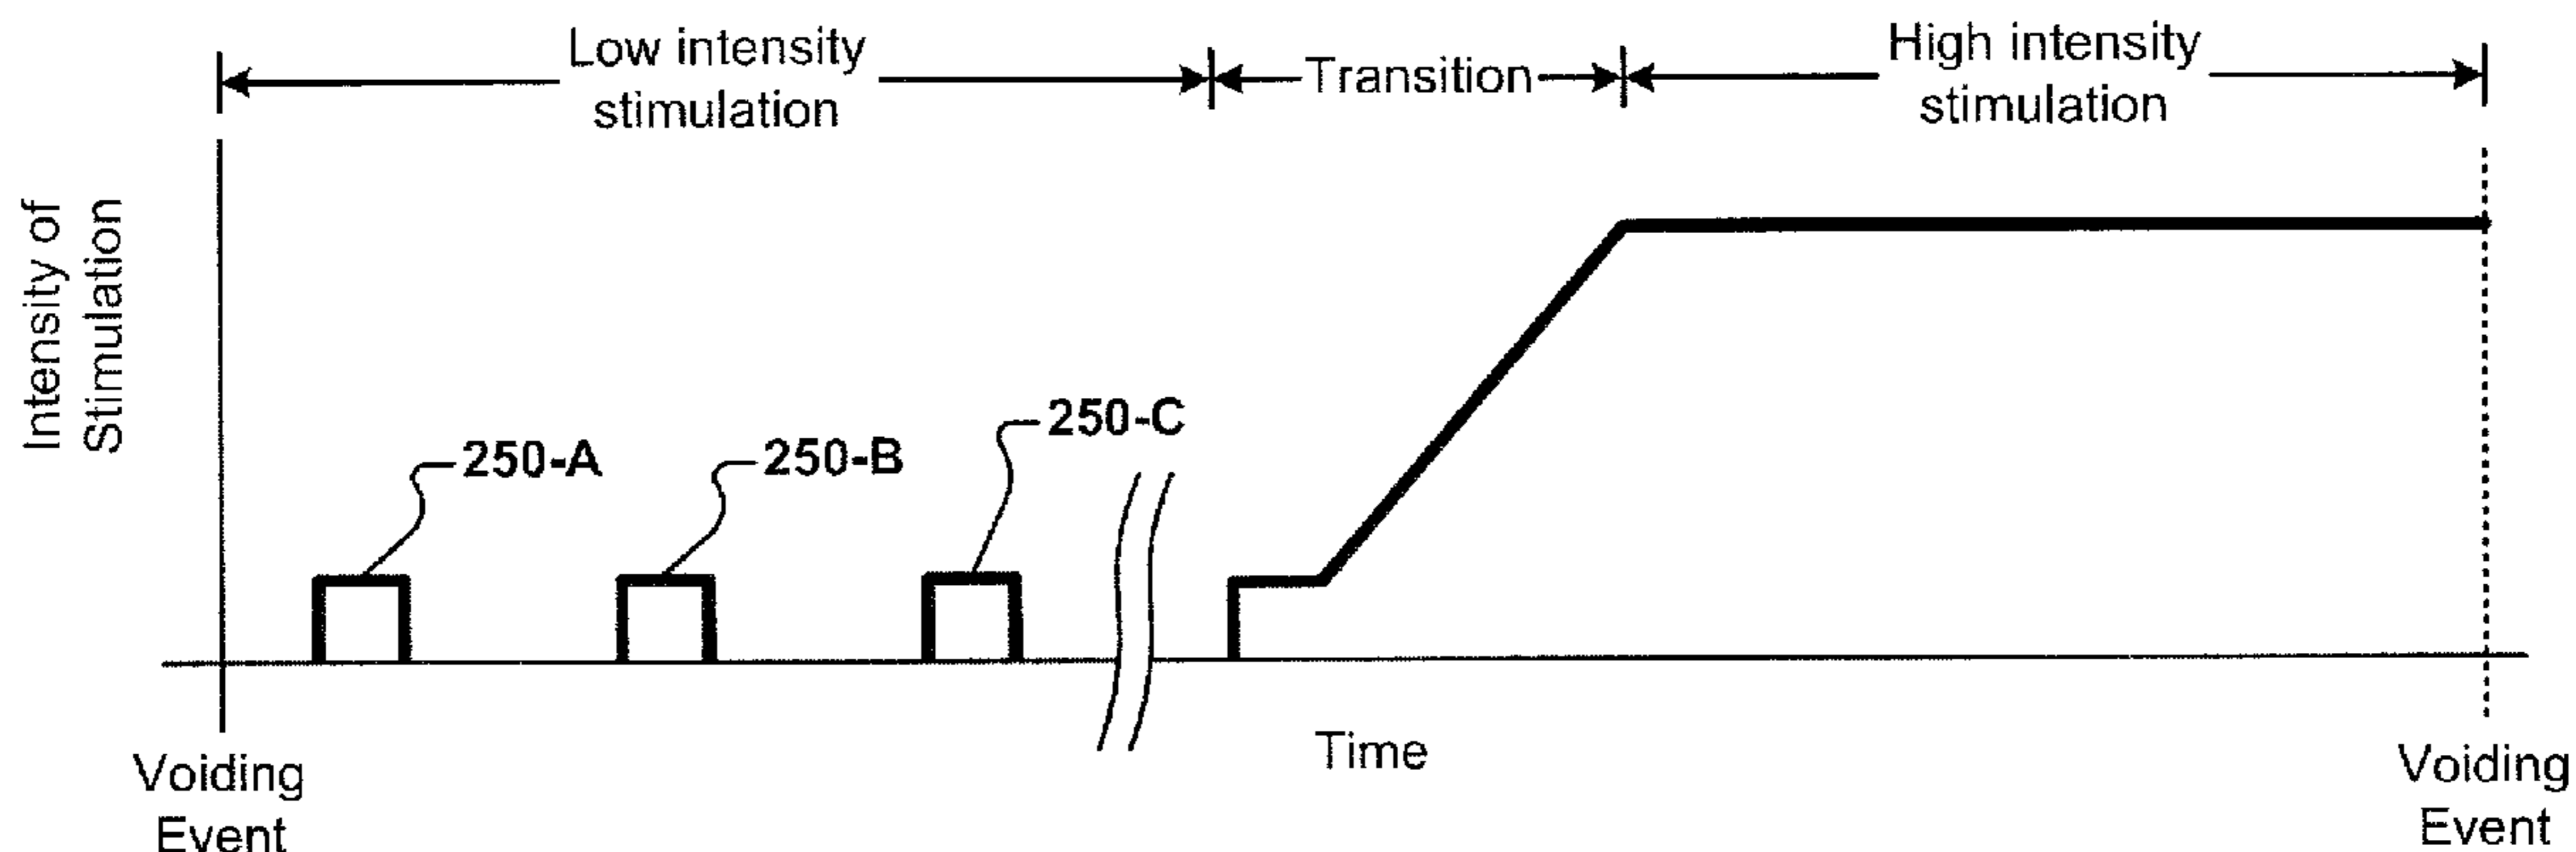 Low intensity
stimulation
Transition
High intensity
stimulation
Intensity of
Stimulation
250-A
250-B
250-C
Time
Voiding
Event
Voiding
Event